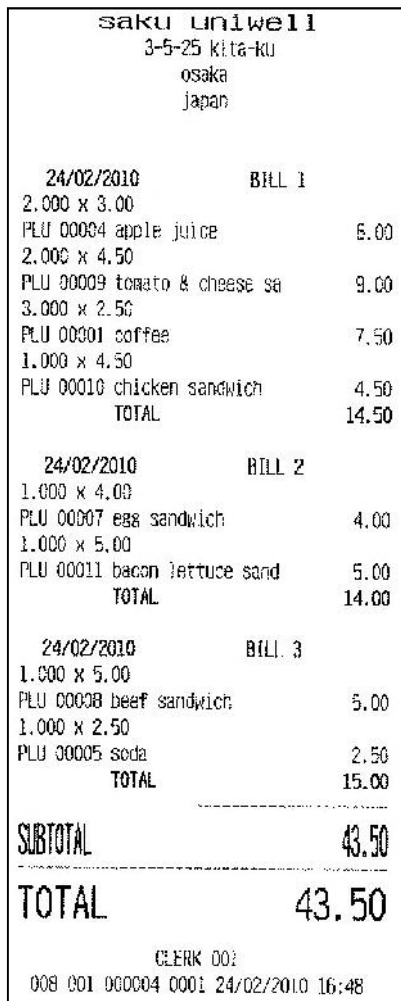 saku uniwell
3-5-25 kita-ku
osaka
japan
24/02/2010 BILL 1
2.000 x 3.00
PLU 00004 apple juice 6.00
2.000 x 4.50
PLU 00009 tomato & cheese sa 9.00
3.000 x 2.50
PLU 00001 coffee 7.50
1.000 x 4.50
PLU 00010 chicken sandwich 4.50
TOTAL 14.50
24/02/2010 BILL 2
1.000 x 4.00
PLU 00007 egg sandwich 4.00
1.000 x 5.00
PLU 00011 bacon lettuce sand 5.00
TOTAL 14.00
24/02/2010 BILL 3
1.000 x 5.00
PLU 00008 beef sandwich 5.00
1.000 x 2.50
PLU 00005 soda 2.50
TOTAL 15.00
SUBTOTAL 43.50
TOTAL 43.50
CLERK 001
008 001 000004 0001 24/02/2010 16:48